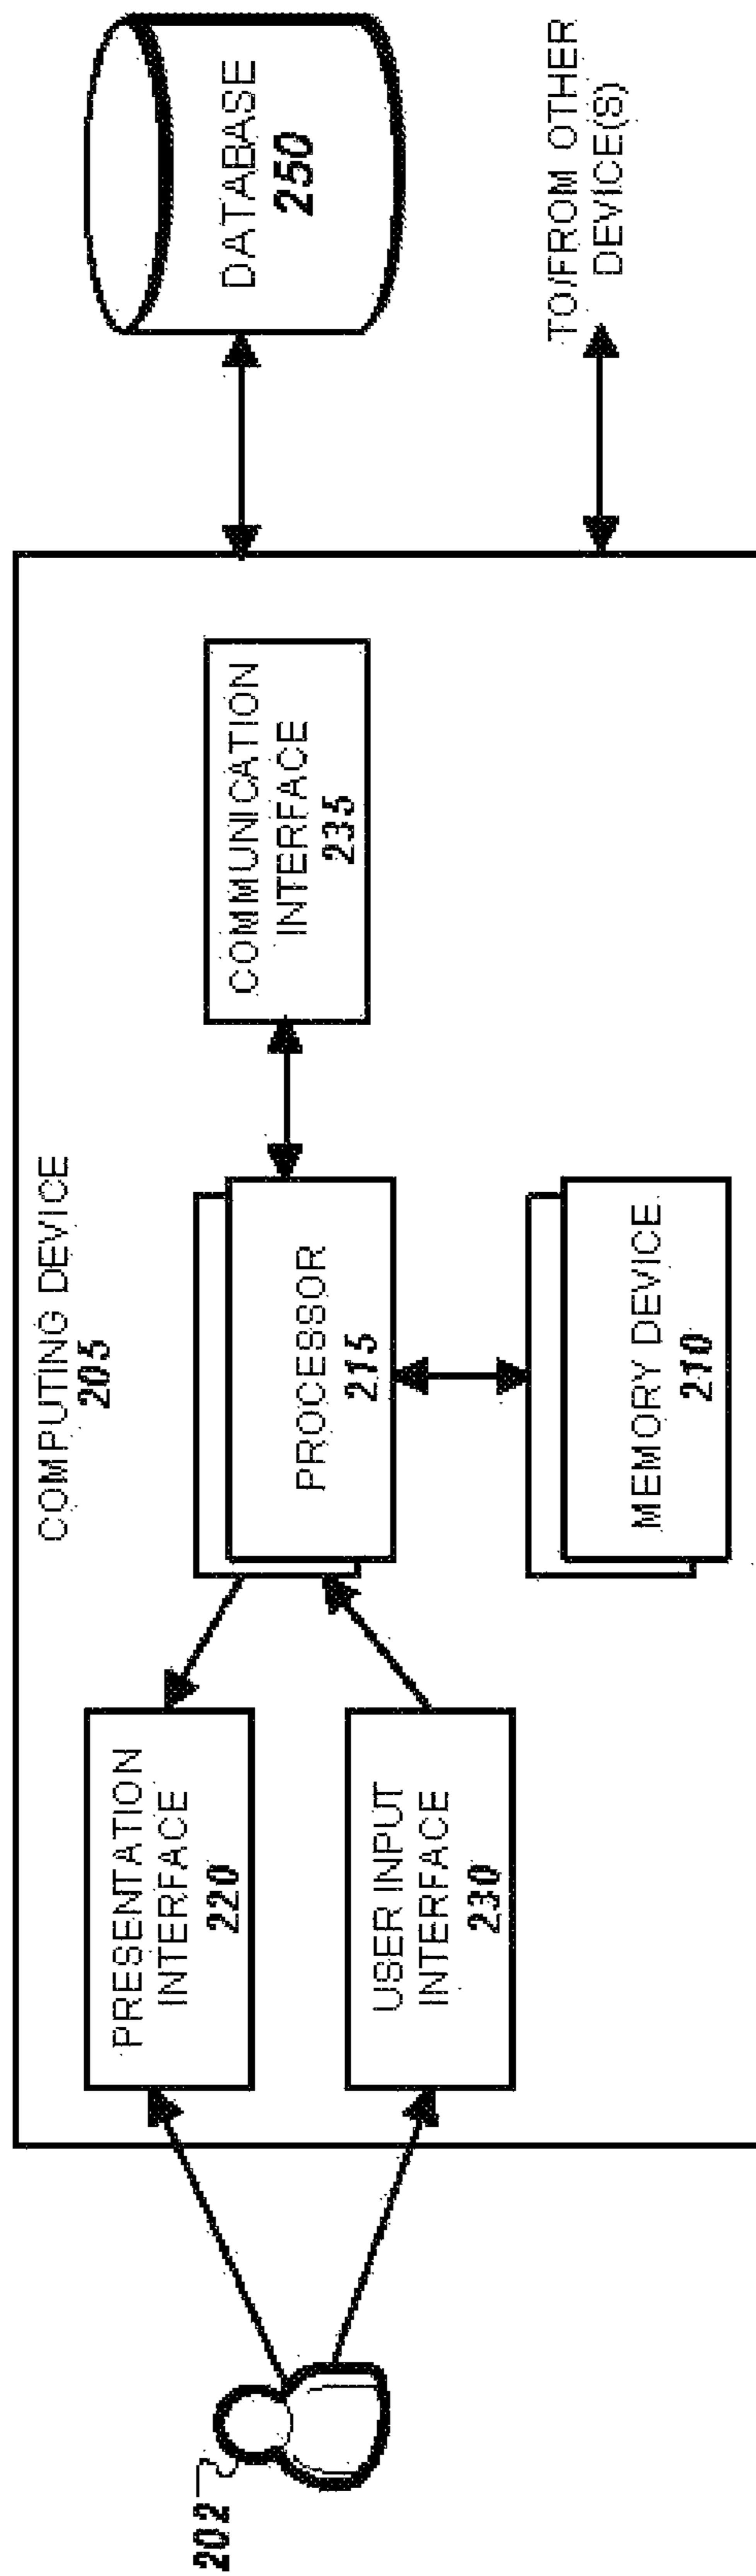 202
COMPUTING DEVICE
205
PRESENTATION
INTERFACE
220
USER INPUT
INTERFACE
230
PROCESSOR
215
MEMORY DEVICE
210
COMMUNICATION
INTERFACE
235
DATABASE
250
TO/FROM OTHER
DEVICE(S)